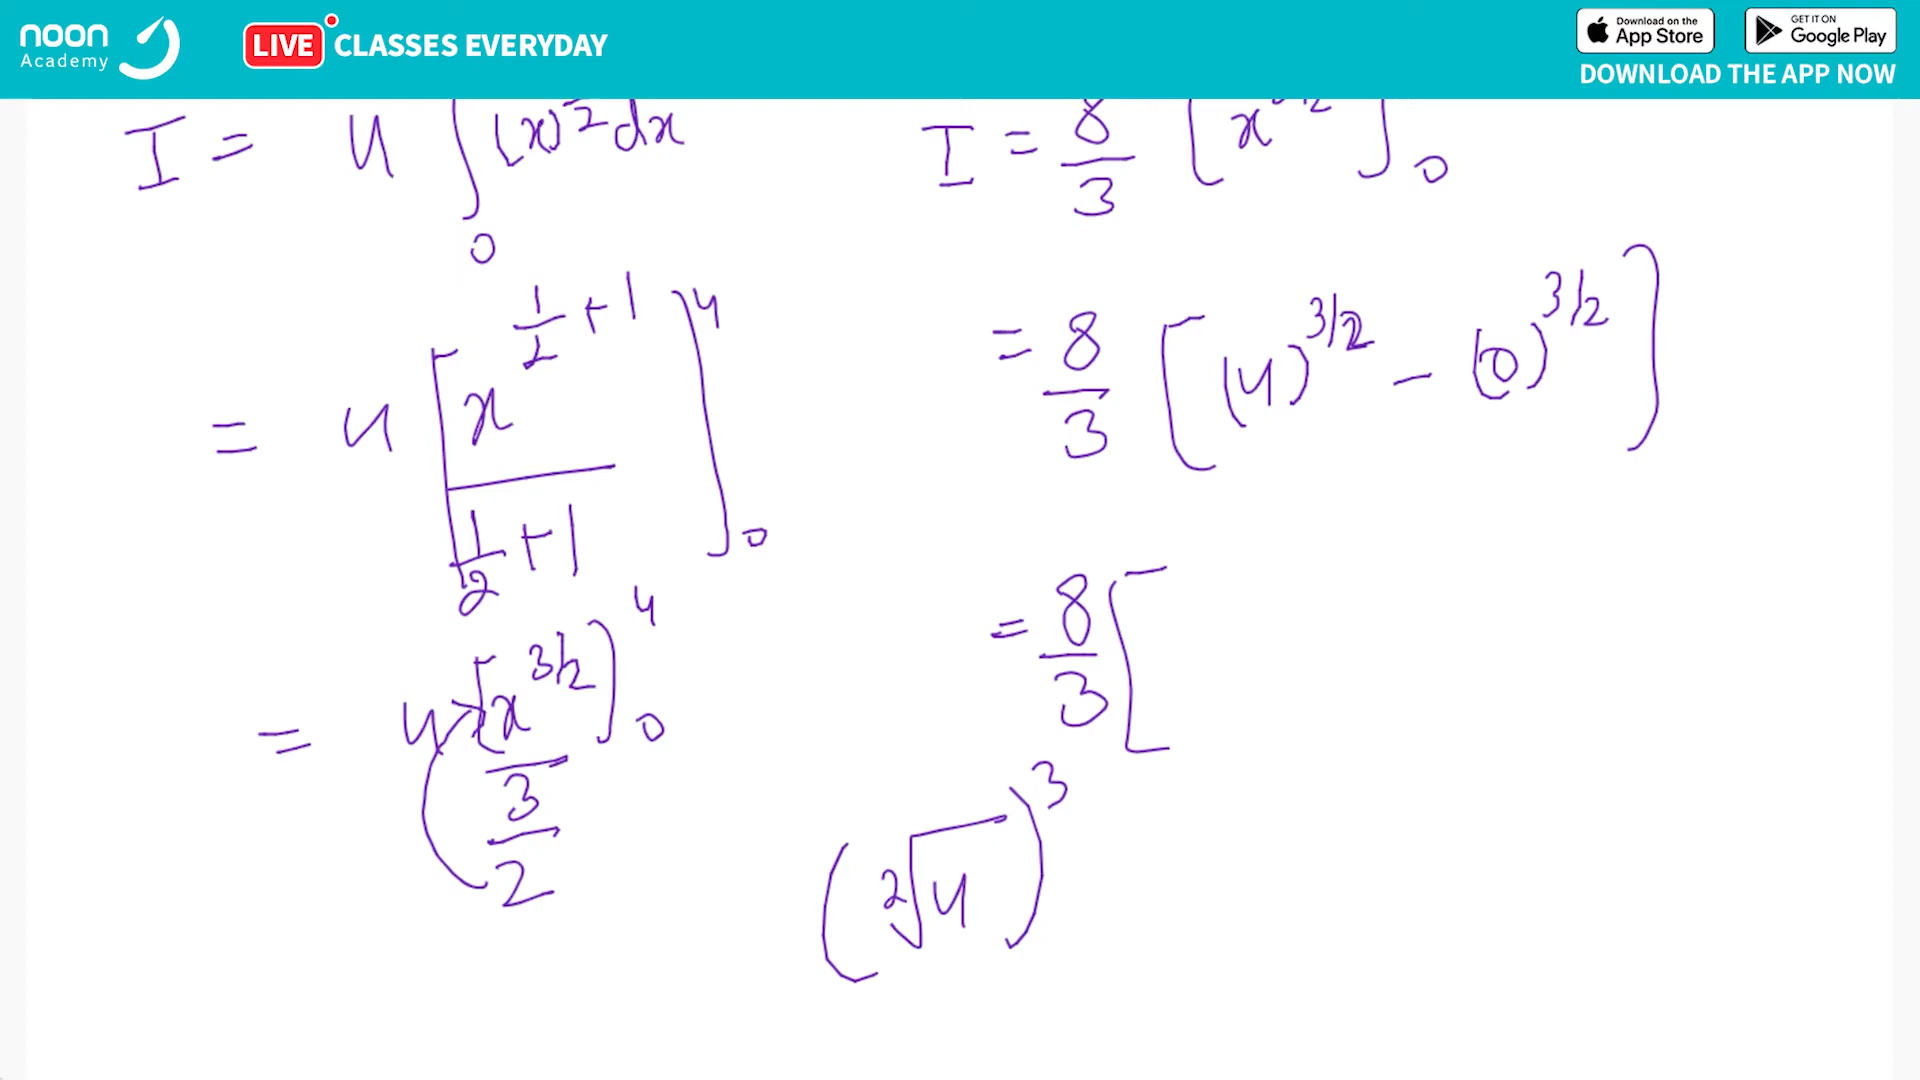 noon
Academy
LIVE CLASSES EVERYDAY
Download on the
App Store
GET IT ON
Google Play
DOWNLOAD THE APP NOW
I = 4 ∫₀ (x)^{1/2} dx
= 4 [x^{1/2 + 1} / (1/2 + 1)]₀⁴
= 4 × [x^{3/2}]₀⁴ / (3/2)
I = 8/3 [x^{3/2}]₀
= 8/3 [(4)^{3/2} - (0)^{3/2}]
= 8/3 [
(²√4)³